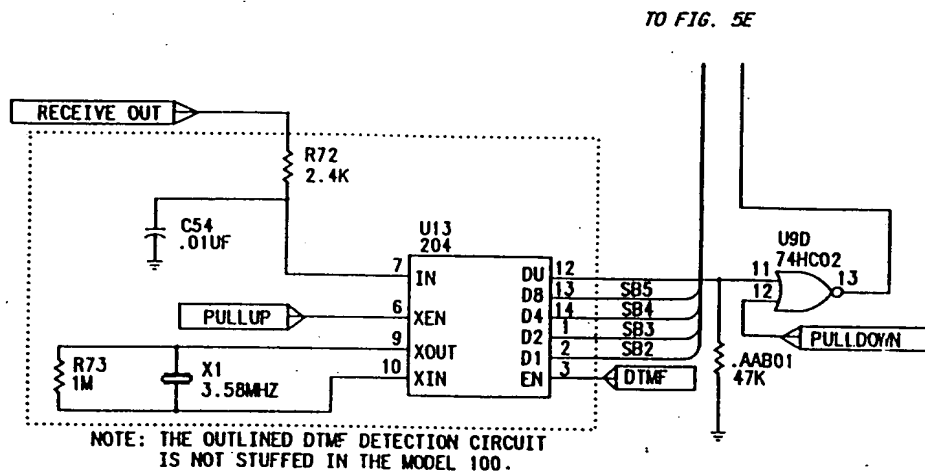 TO FIG. 5E
RECEIVE OUT
R72
2.4K
C54
.01UF
U13
204
7
IN
DU
12
13
D8
SB5
14
D4
SB4
1
D2
SB3
2
D1
SB2
3
EN
DTMF
PULLUP
6
XEN
9
XOUT
10
XIN
R73
1M
X1
3.58MHZ
U9D
74HC02
11
12
13
PULLDOWN
.AAB01
47K
NOTE: THE OUTLINED DTMF DETECTION CIRCUIT
IS NOT STUFFED IN THE MODEL 100.